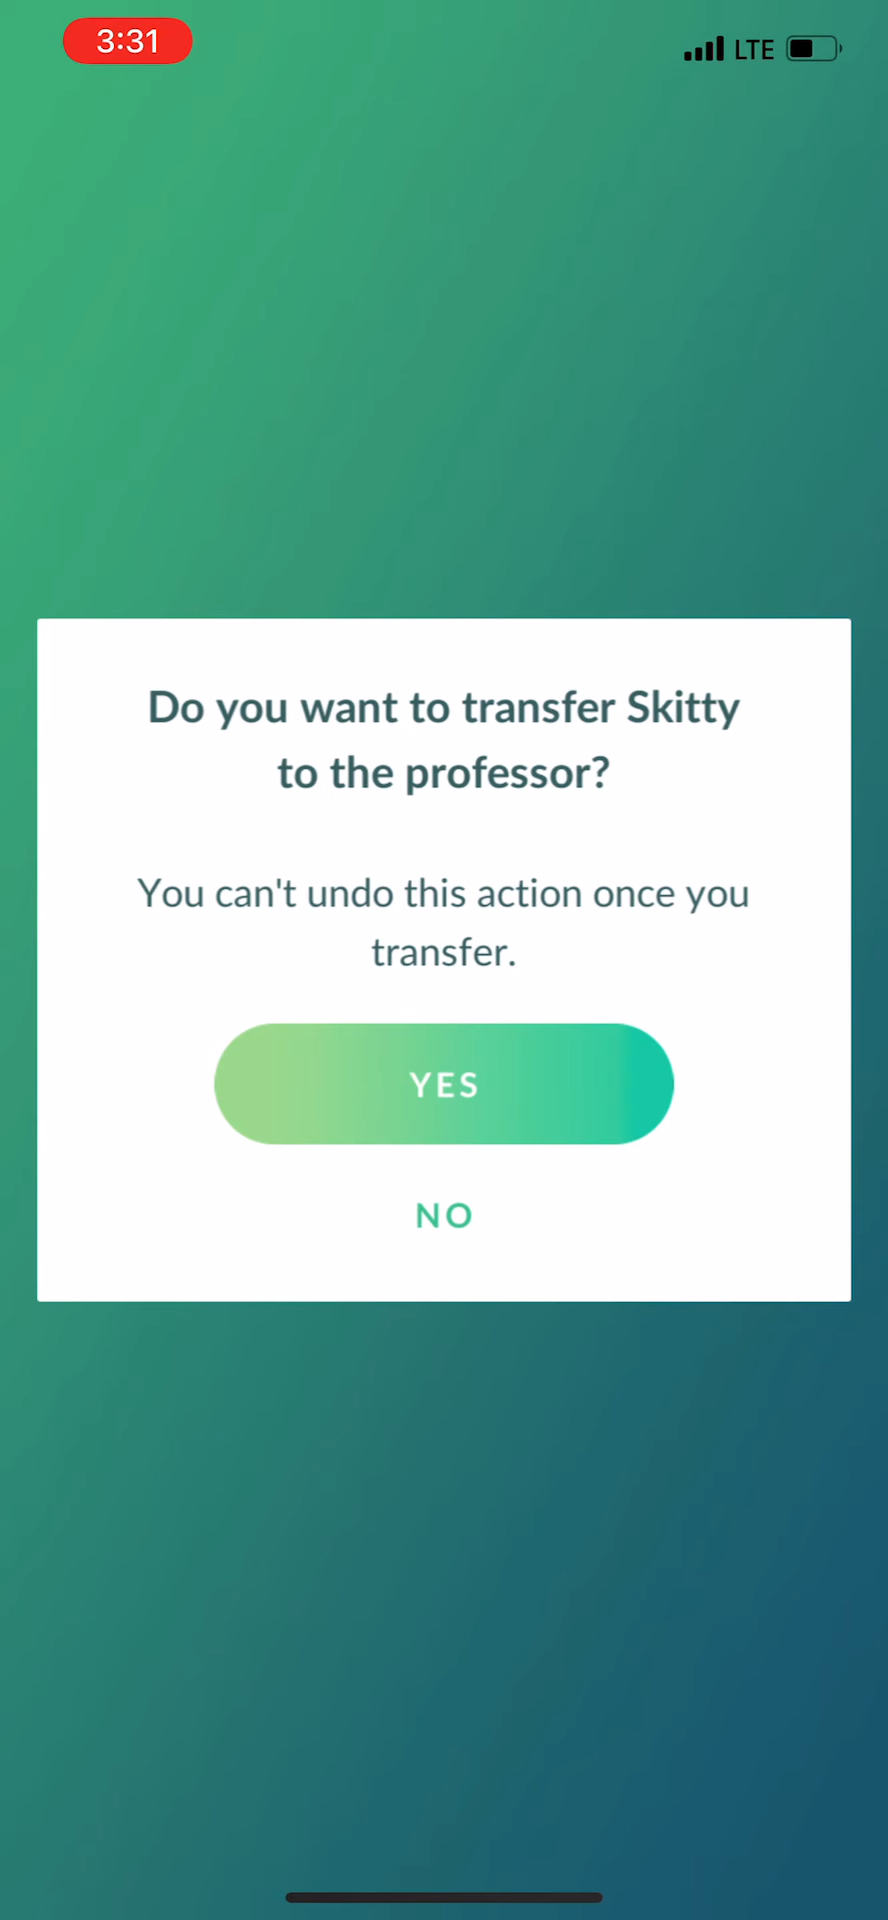 3:31
LTE
Do you want to transfer Skitty
to the professor?
You can't undo this action once you
transfer.
YES
NO